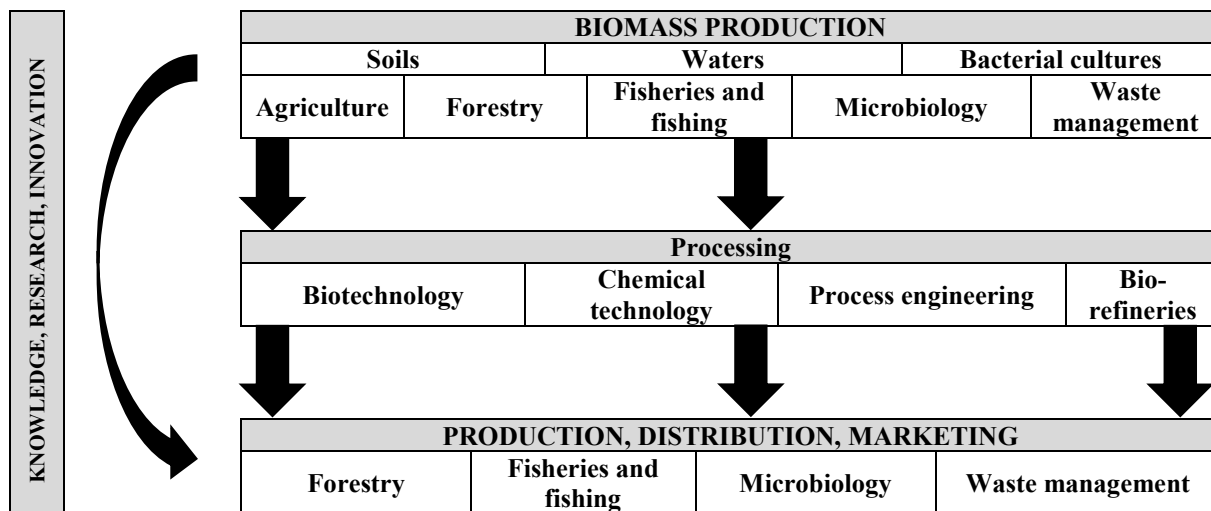 KNOWLEDGE, RESEARCH, INNOVATION
BIOMASS PRODUCTION
Soils Waters Bacterial cultures
Agriculture Forestry Fisheries and fishing Microbiology Waste management
Processing
Biotechnology Chemical technology Process engineering Bio-refineries
PRODUCTION, DISTRIBUTION, MARKETING
Forestry Fisheries and fishing Microbiology Waste management